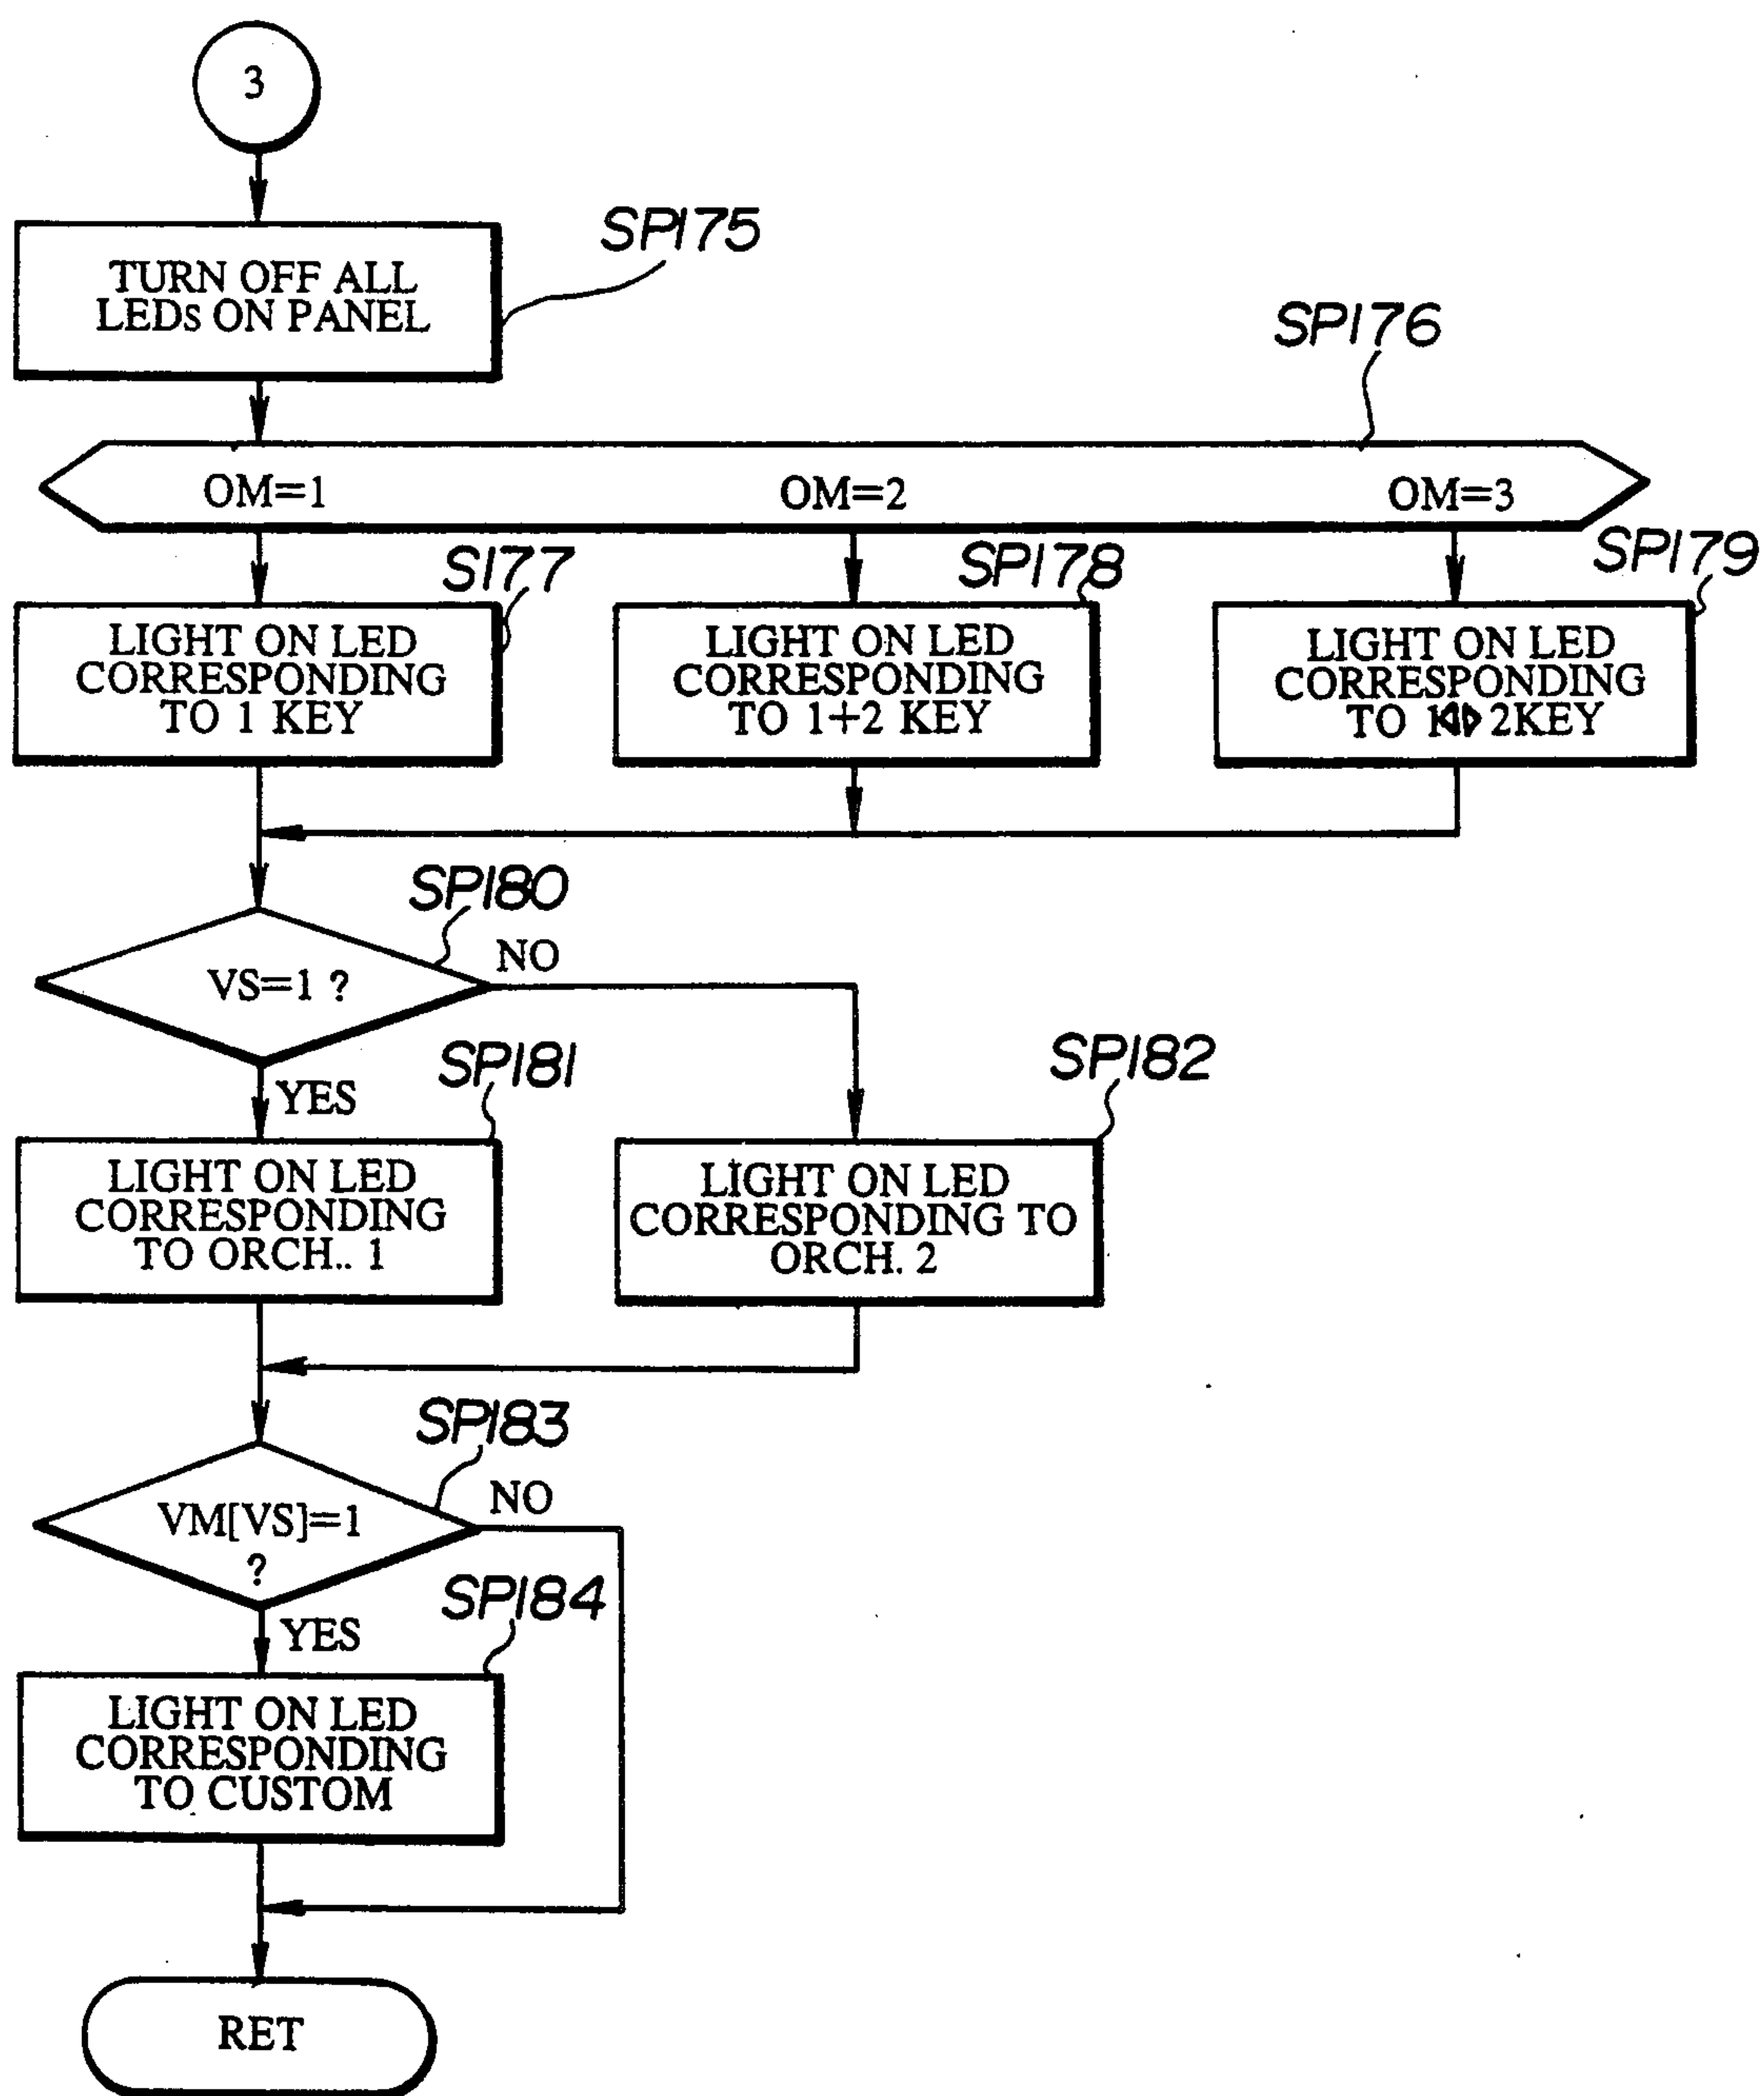 3
SP175
TURN OFF ALL
LEDs ON PANEL
SP176
OM=1
OM=2
OM=3
S177
SP178
SP179
LIGHT ON LED
CORRESPONDING
TO 1 KEY
LIGHT ON LED
CORRESPONDING
TO 1+2 KEY
LIGHT ON LED
CORRESPONDING
TO 1◁▷2KEY
SP180
VS=1 ?
NO
YES
SP181
SP182
LIGHT ON LED
CORRESPONDING
TO ORCH.. 1
LIGHT ON LED
CORRESPONDING TO
ORCH. 2
SP183
VM[VS]=1
?
NO
YES
SP184
LIGHT ON LED
CORRESPONDING
TO CUSTOM
RET